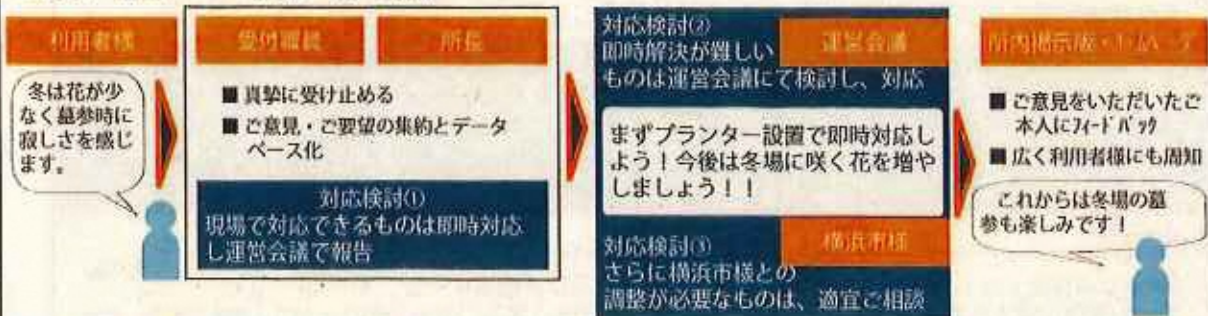 利用者様
冬は花が少
なく墓参時に
寂しさを感じ
ます。
受付職員
所長
■ 真摯に受け止める
■ ご意見・ご要望の集約とデータ
ベース化
対応検討①
現場で対応できるものは即時対応
し運営会議で報告
対応検討②
運営会議
即時解決が難しい
ものは運営会議にて検討し、対応
まずプランター設置で即時対応し
よう！今後は冬場に咲く花を増や
しましょう！！
対応検討③
横浜市様
さらに横浜市様との
調整が必要なものは、適宜ご相談
所内掲示版・ホームページ
■ ご意見をいただいたご
本人にフィードバック
■ 広く利用者様にも周知
これからは冬場の墓
参も楽しみです！